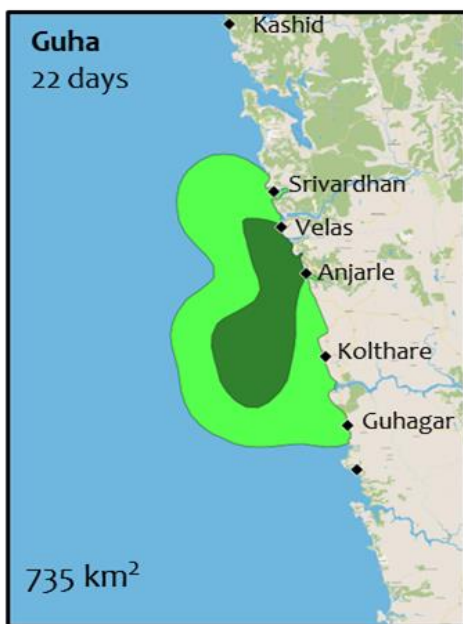 Guha
22 days
Kashid
Srivardhan
Velas
Anjarle
Kolthare
Guhagar
735 km²